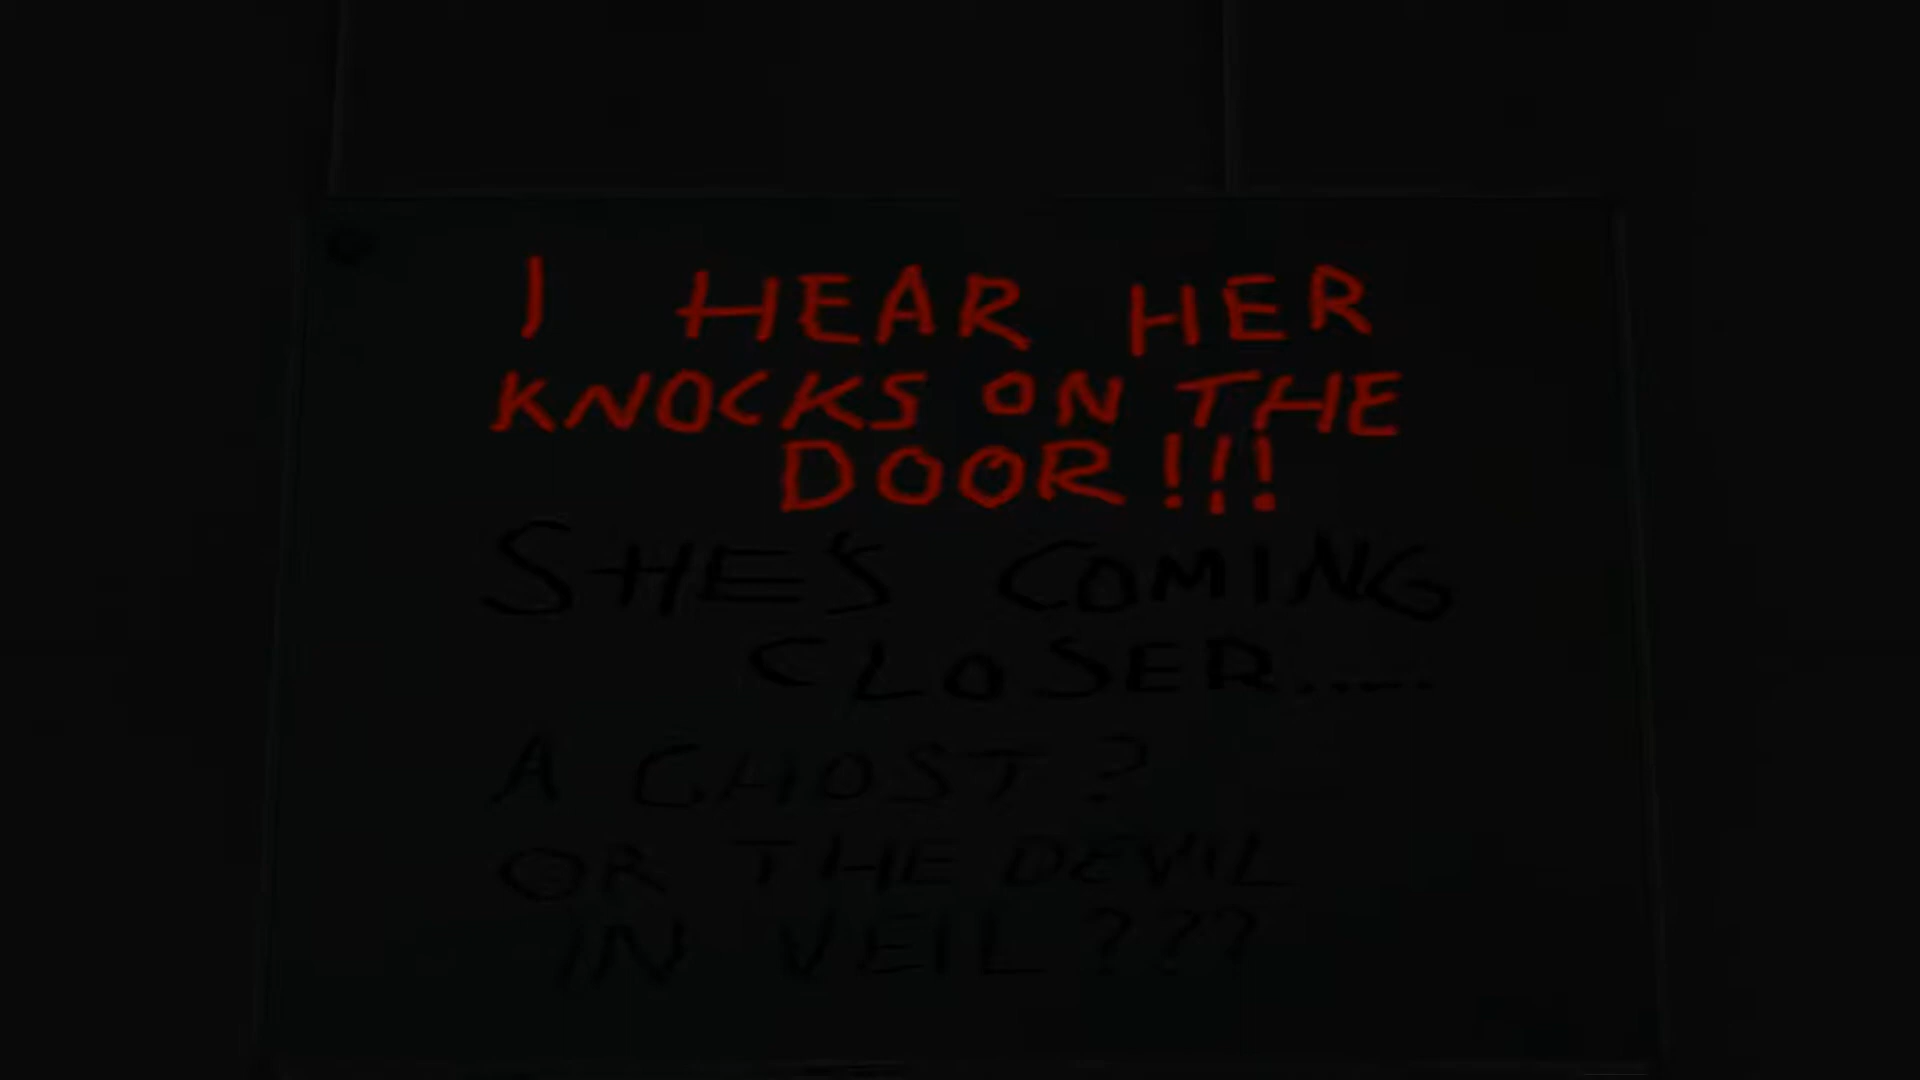 I HEAR HER
KNOCKS ON THE
DOOR!!!
SHE'S COMING
CLOSER.....
A GHOST?
OR THE DEVIL
IN VEIL???